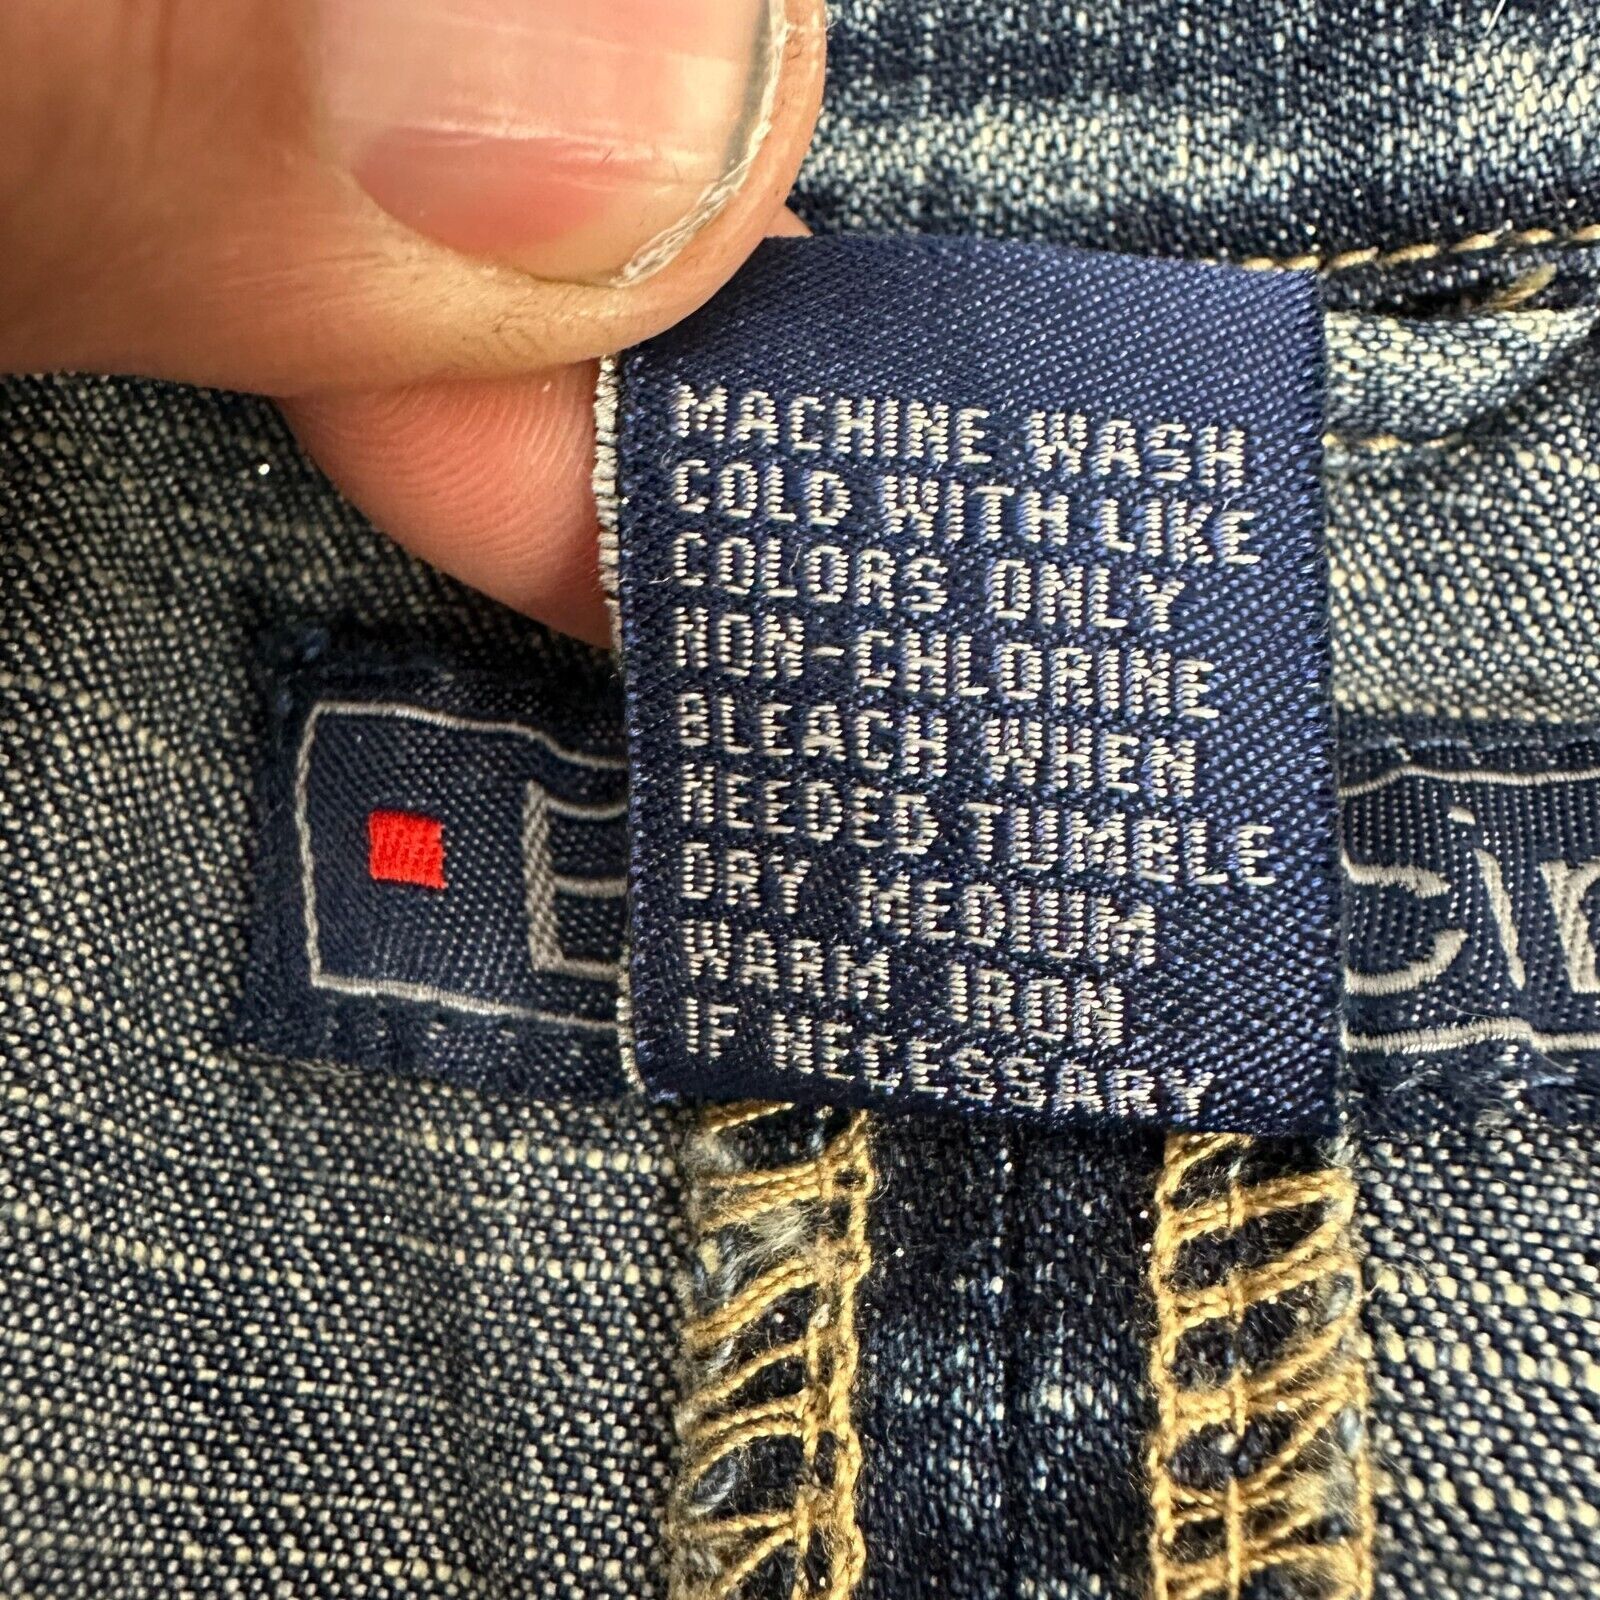 MACHINE WASH
COLD WITH LIKE
COLORS ONLY
NON-CHLORINE
BLEACH WHEN
NEEDED TUMBLE
DRY MEDIUM
WARM IRON
IF NECESSARY